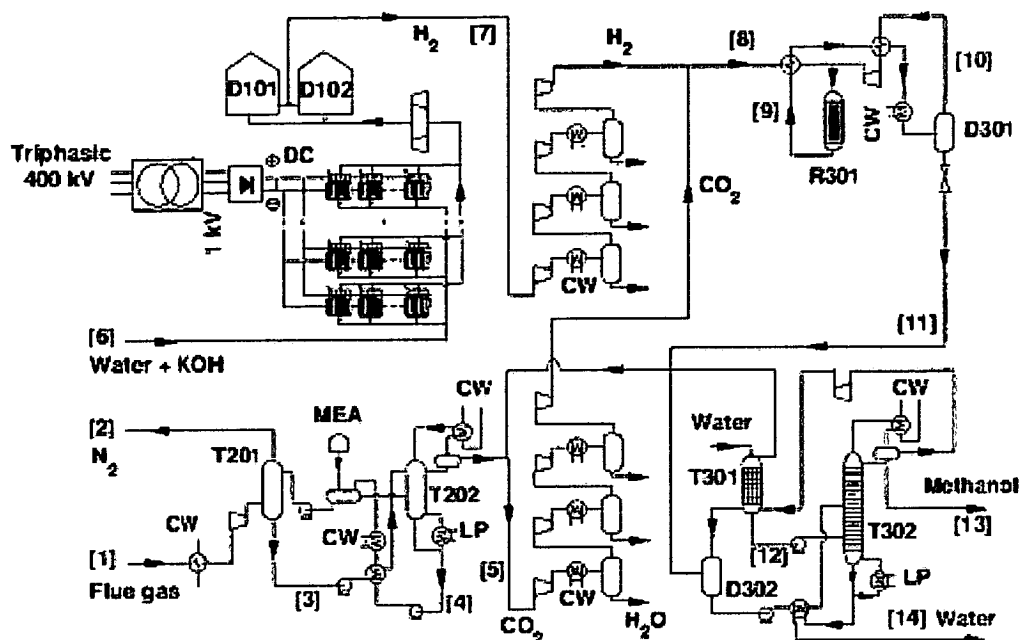 H2
[7]
H2
[8]
[10]
D101
D102
[9]
CW
D301
R301
Triphasic
400 kV
⊕ DC
⊖
1 kV
CO2
CW
[11]
[6]
Water + KOH
[2]
N2
T201
MEA
CW
T202
CW
[1]
Flue gas
CW
LP
[3]
[4]
[5]
CO2
CW
H2O
Water
T301
CW
T302
Methanol
[13]
[12]
D302
LP
[14] Water